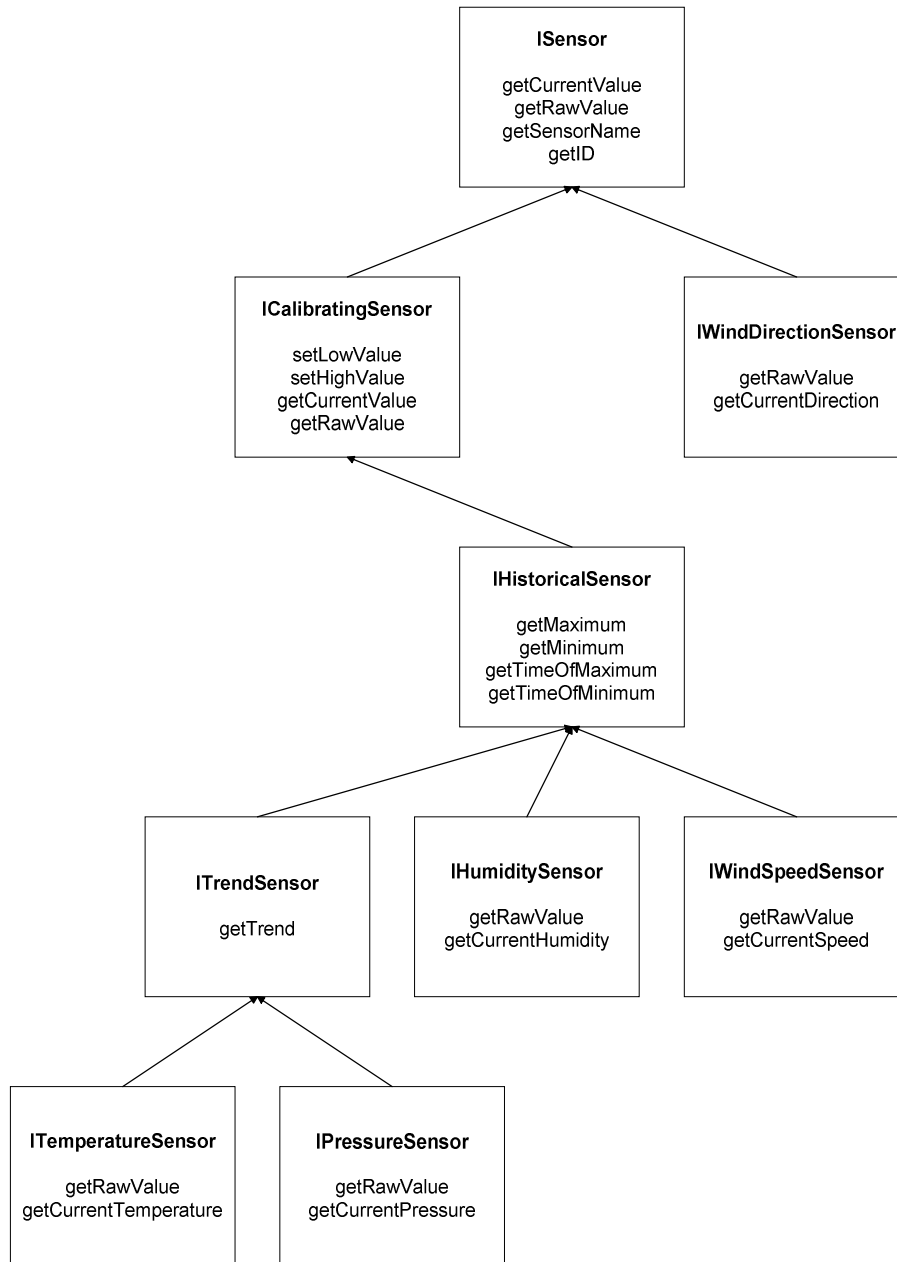 ISensor
getCurrentValue
getRawValue
getSensorName
getID
ICalibratingSensor
setLowValue
setHighValue
getCurrentValue
getRawValue
IWindDirectionSensor
getRawValue
getCurrentDirection
IHistoricalSensor
getMaximum
getMinimum
getTimeOfMaximum
getTimeOfMinimum
ITrendSensor
getTrend
IHumiditySensor
getRawValue
getCurrentHumidity
IWindSpeedSensor
getRawValue
getCurrentSpeed
ITemperatureSensor
getRawValue
getCurrentTemperature
IPressureSensor
getRawValue
getCurrentPressure